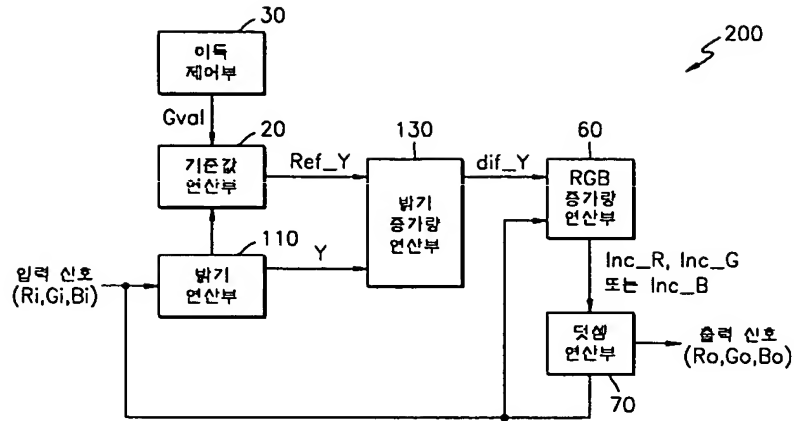 30
이득
제어부
200
Gval
20
기준값
연산부
Ref_Y
130
밝기
증가량
연산부
dif_Y
60
RGB
증가량
연산부
110
밝기
연산부
Y
입력 신호
(Ri,Gi,Bi)
Inc_R, Inc_G
또는 Inc_B
덧셈
연산부
70
출력 신호
(Ro,Go,Bo)